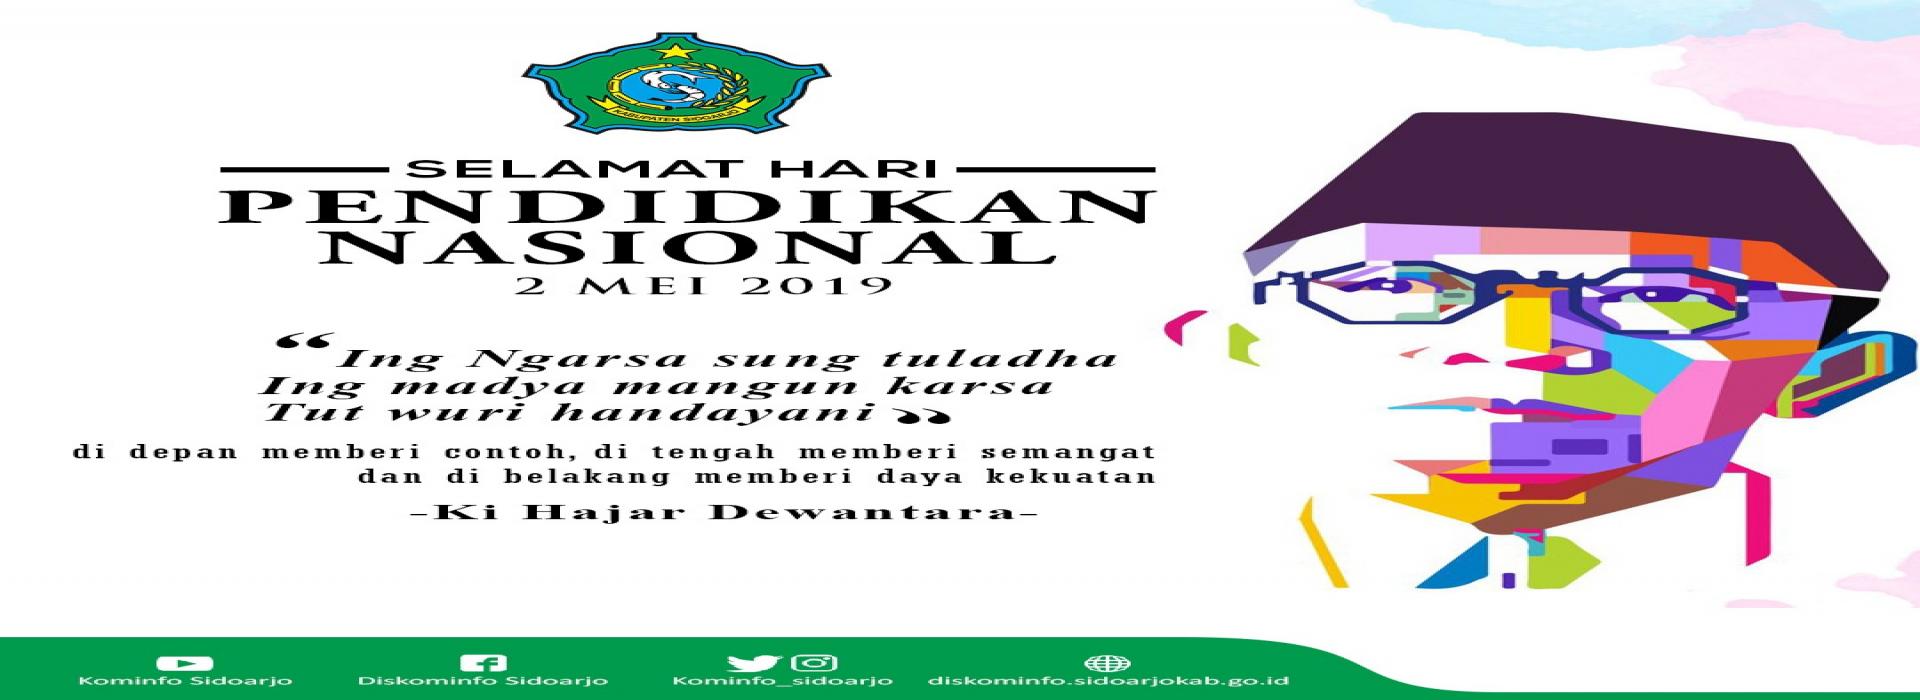 KABUPATEN SIDOARJO
SELAMAT HARI
PENDIDIKAN
NASIONAL
2 MEI 2019
“Ing Ngarsa sung tuladha
Ing madya mangun karsa
Tut wuri handayani”
di depan memberi contoh, di tengah memberi semangat
dan di belakang memberi daya kekuatan
-Ki Hajar Dewantara-
Kominfo Sidoarjo
Diskominfo Sidoarjo
Kominfo_sidoarjo
diskominfo.sidoarjokab.go.id